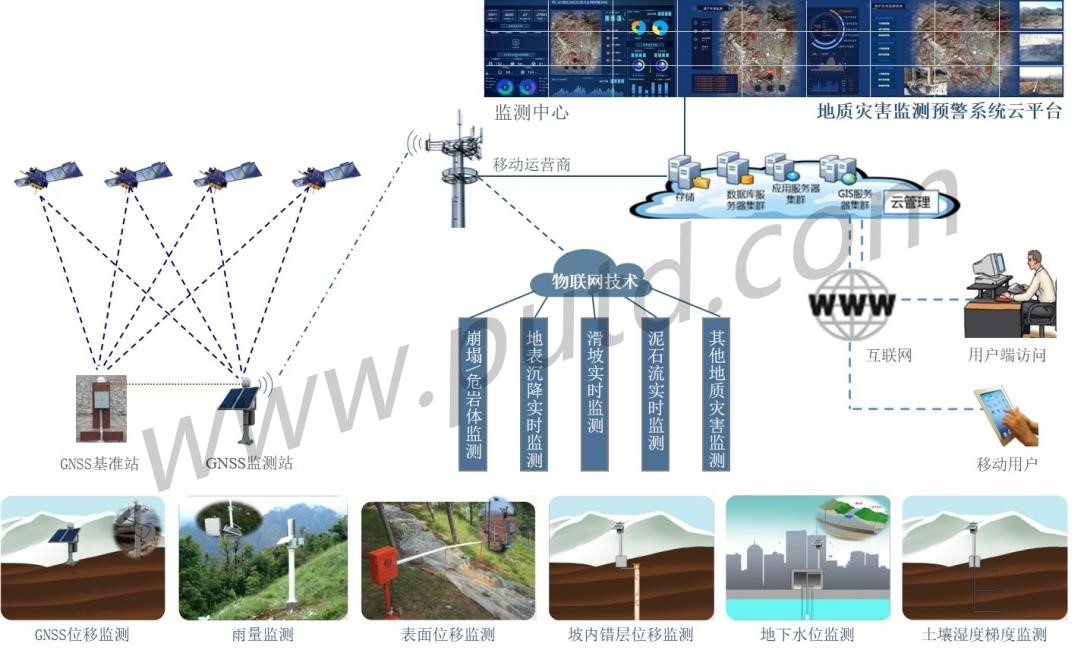 监测中心
地质灾害监测预警系统云平台
移动运营商
存储
数据库服
务器集群
应用服务器
集群
GIS服务
器集群
云管理
物联网技术
崩塌/危岩体监测
地表沉降实时监测
滑坡实时监测
泥石流实时监测
其他地质灾害监测
WWW
互联网
用户端访问
移动用户
GNSS基准站
GNSS监测站
www.putd.com
GNSS位移监测
雨量监测
表面位移监测
坡内错层位移监测
地下水位监测
土壤湿度梯度监测